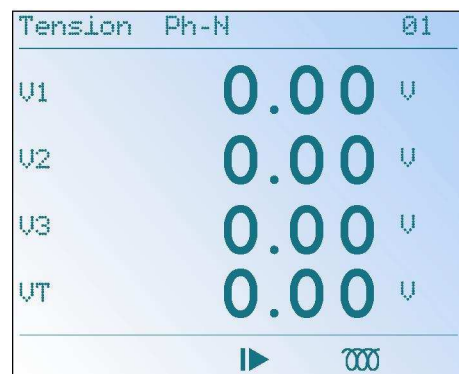 Tension Ph-N 01
V1 0.00 V
V2 0.00 V
V3 0.00 V
VT 0.00 V